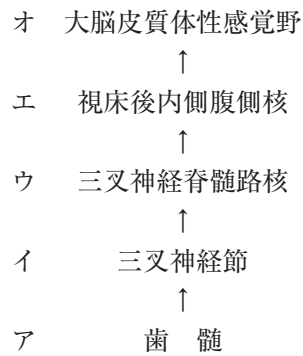 オ 大脳皮質体性感覚野
↑
エ 視床後内側腹側核
↑
ウ 三叉神経脊髄路核
↑
イ 三叉神経節
↑
ア 歯 髄